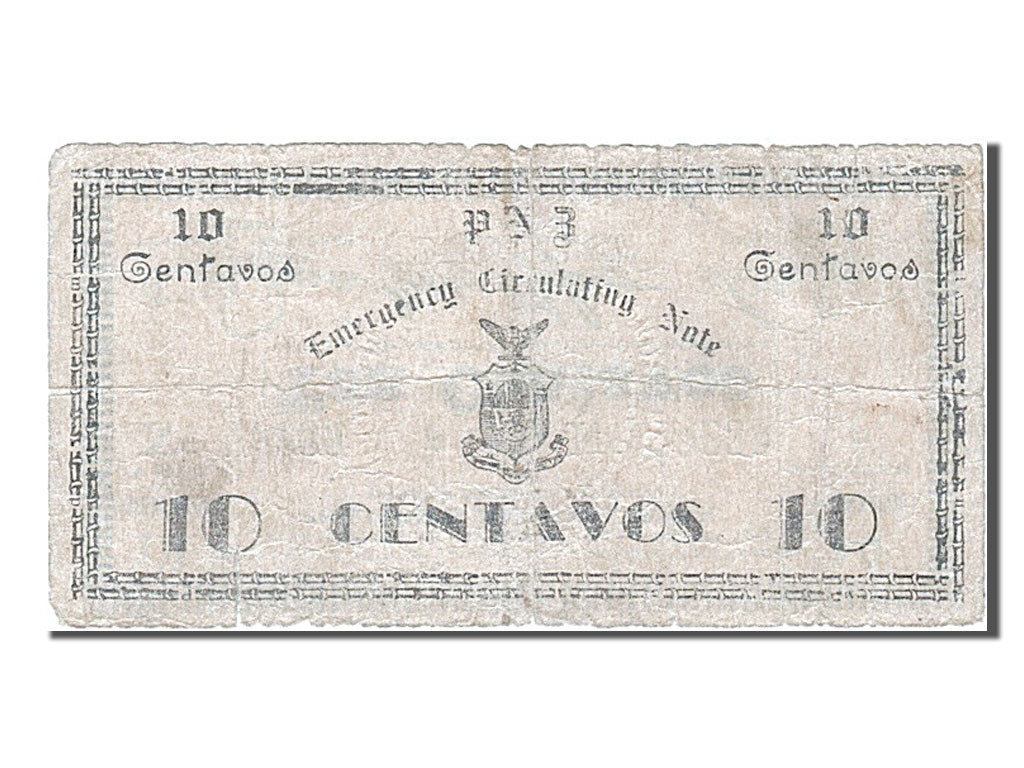 10 PNB 10
Centavos Centavos
Emergency Circulating Note
10 CENTAVOS 10